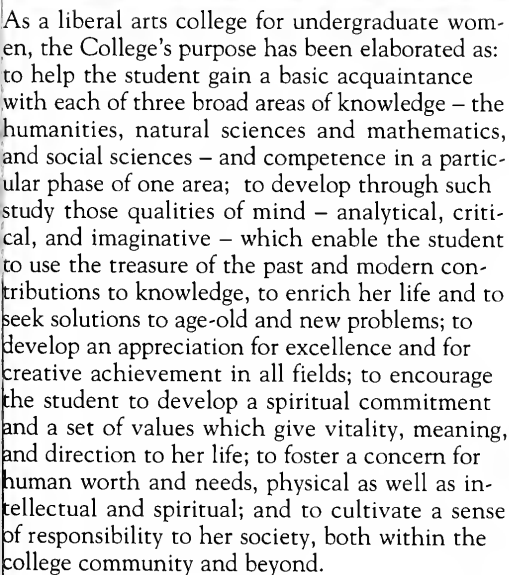 As a liberal arts college for undergraduate wom-
en, the College's purpose has been elaborated as:
to help the student gain a basic acquaintance
with each of three broad areas of knowledge – the
humanities, natural sciences and mathematics,
and social sciences – and competence in a partic-
ular phase of one area; to develop through such
study those qualities of mind – analytical, criti-
cal, and imaginative – which enable the student
to use the treasure of the past and modern con-
tributions to knowledge, to enrich her life and to
seek solutions to age-old and new problems; to
develop an appreciation for excellence and for
creative achievement in all fields; to encourage
the student to develop a spiritual commitment
and a set of values which give vitality, meaning,
and direction to her life; to foster a concern for
human worth and needs, physical as well as in-
tellectual and spiritual; and to cultivate a sense
of responsibility to her society, both within the
college community and beyond.